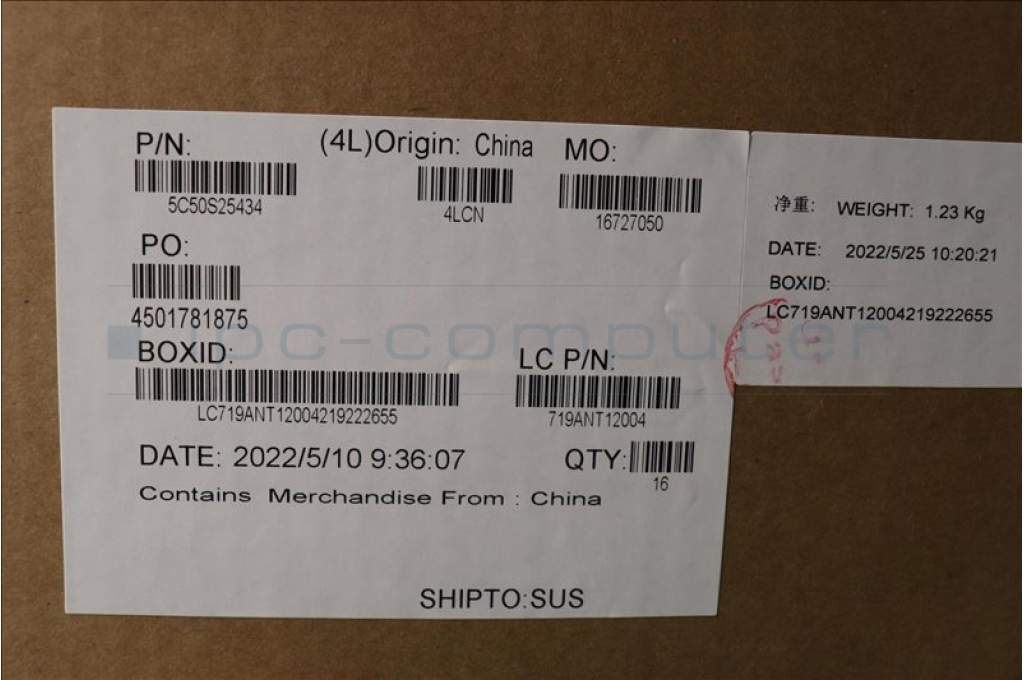 P/N: (4L)Origin: China MO:
5C50S25434 4LCN 16727050
PO:
4501781875
BOXID: LC P/N:
LC719ANT12004219222655 719ANT12004
DATE: 2022/5/10 9:36:07 QTY:
16
Contains Merchandise From : China
SHIPTO:SUS
净重: WEIGHT: 1.23 Kg
DATE: 2022/5/25 10:20:21
BOXID:
LC719ANT12004219222655
ipc-computer